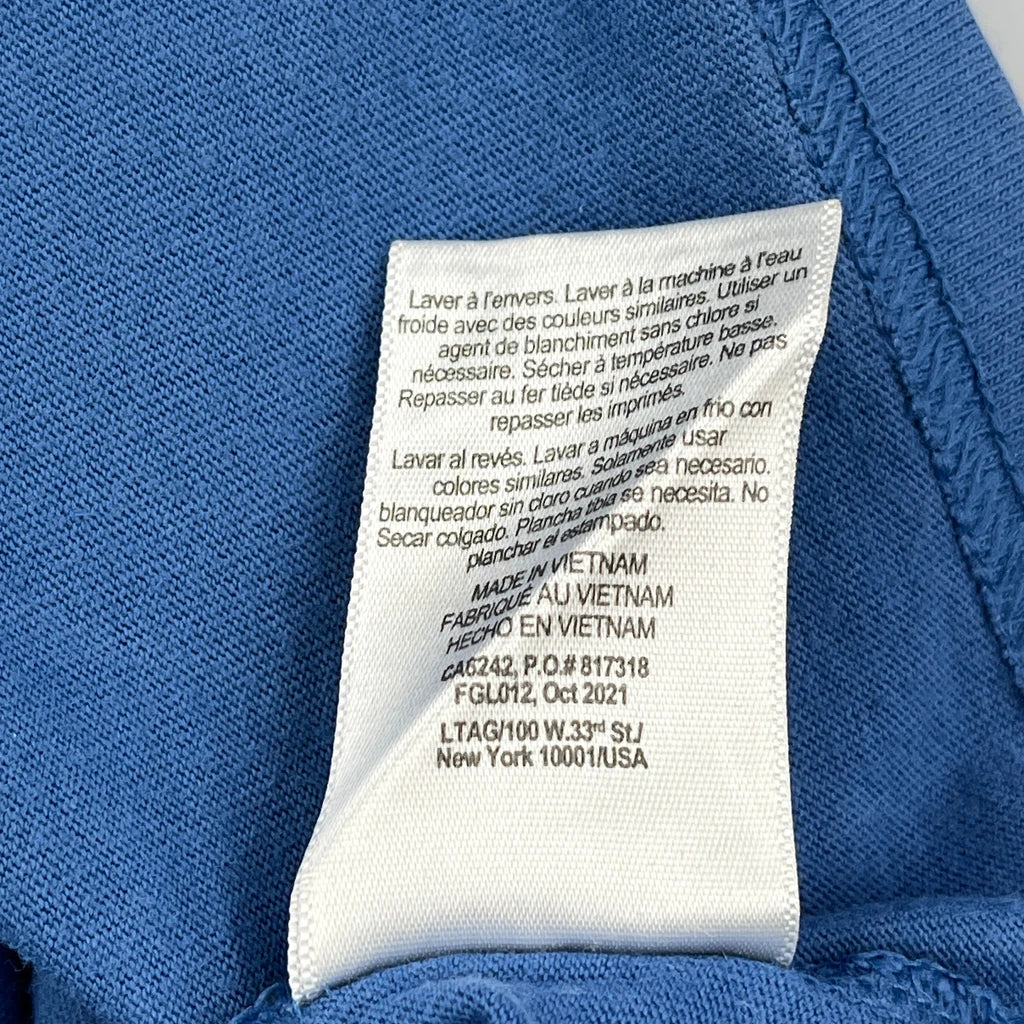 Laver à l'envers. Laver à la machine à l'eau
froide avec des couleurs similaires. Utiliser un
agent de blanchiment sans chlore si
nécessaire. Sécher à température basse.
Repasser au fer tiède si nécessaire. Ne pas
repasser les imprimés.
Lavar al revés. Lavar a máquina en frio con
colores similares. Solamente usar
blanqueador sin cloro cuando sea necesario.
Secar colgado. Plancha tibia se necesita. No
planchar el estampado.
MADE IN VIETNAM
FABRIQUÉ AU VIETNAM
HECHO EN VIETNAM
CA6242, P.O.# 817318
FGL012, Oct 2021
LTAG/100 W.33rd St./
New York 10001/USA